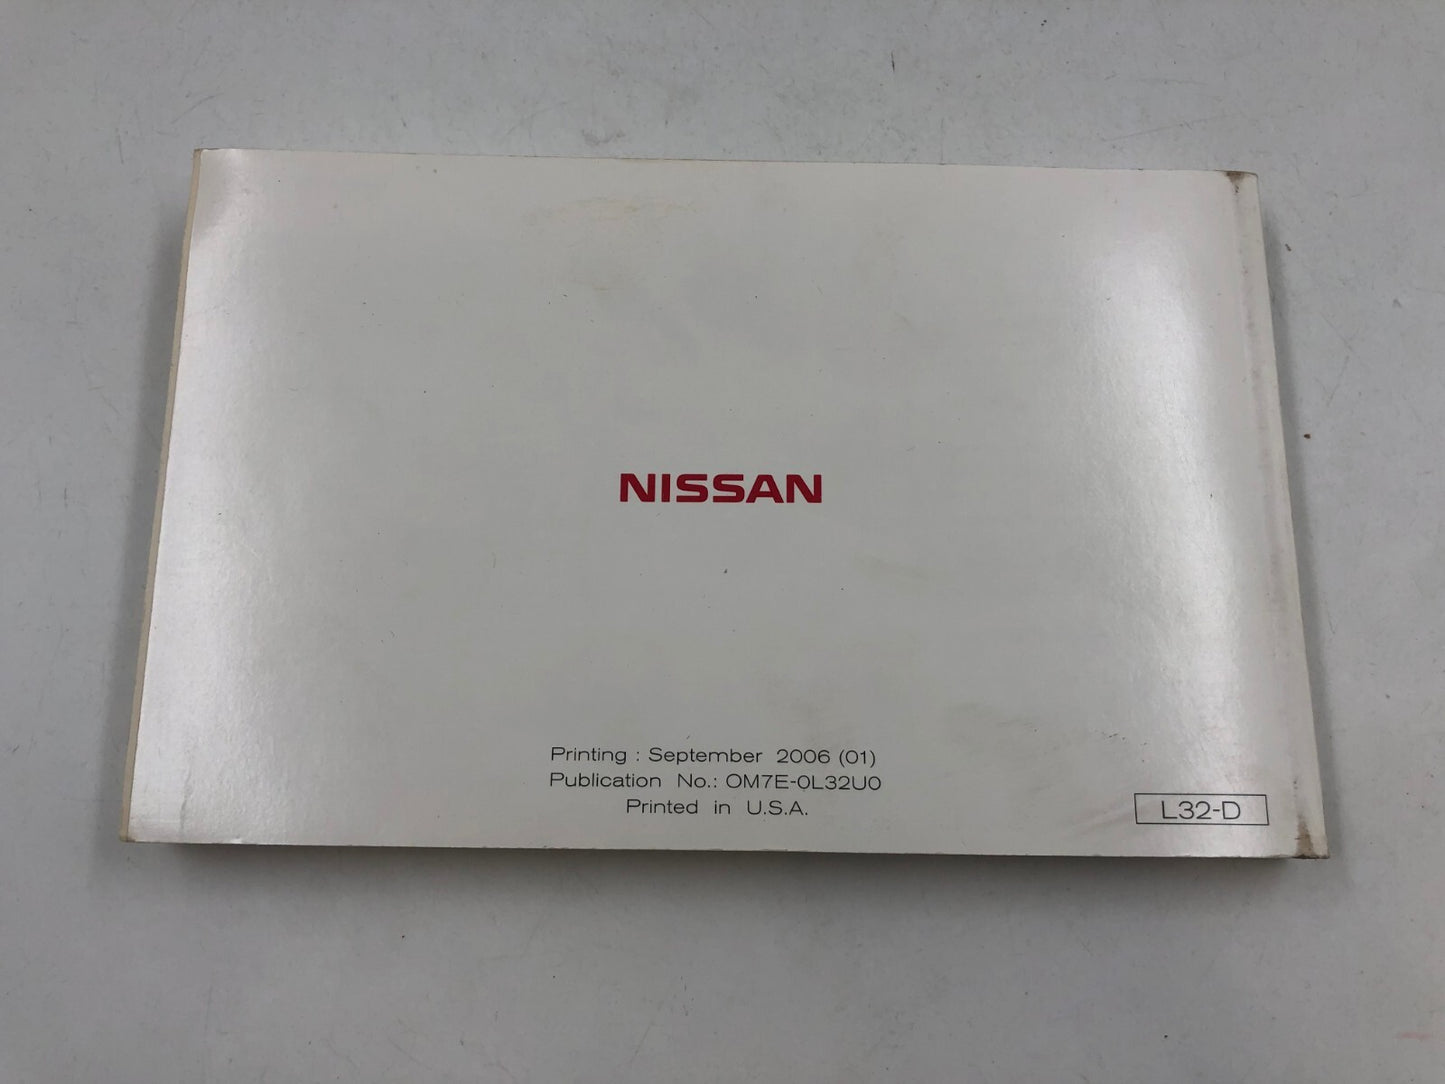 NISSAN
Printing : September 2006 (01)
Publication No.: OM7E-0L32U0
Printed in U.S.A.
L32-D